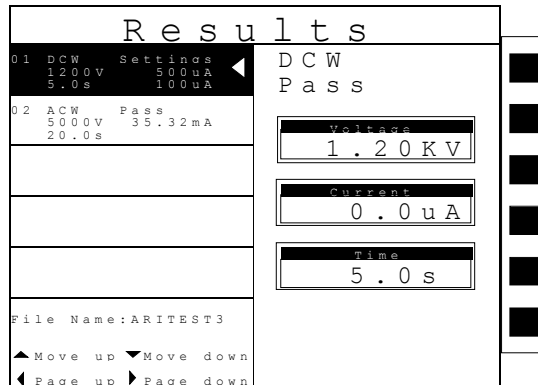 Results
01 DCW Settings
1200V 500uA
5.0s 100uA
02 ACW Pass
5000V 35.32mA
20.0s
File Name:ARITEST3
Move up Move down
Page up Page down
DCW
Pass
Voltage
1.20KV
Current
0.0uA
Time
5.0s